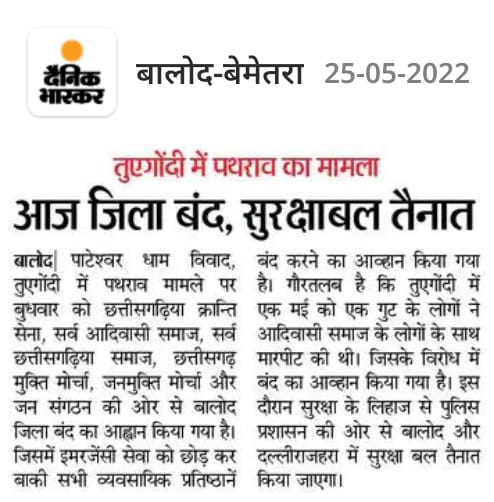 दैनिक
भास्कर
बालोद-बेमेतरा 25-05-2022
तुएगोंदी में पथराव का मामला
आज जिला बंद, सुरक्षाबल तैनात
बालोद| पाटेश्वर धाम विवाद,
तुएगोंदी में पथराव मामले पर
बुधवार को छत्तीसगढ़िया क्रान्ति
सेना, सर्व आदिवासी समाज, सर्व
छत्तीसगढ़िया समाज, छत्तीसगढ़
मुक्ति मोर्चा, जनमुक्ति मोर्चा और
जन संगठन की ओर से बालोद
जिला बंद का आह्वान किया गया है।
जिसमें इमरजेंसी सेवा को छोड़ कर
बाकी सभी व्यवसायिक प्रतिष्ठानें
बंद करने का आव्हान किया गया
है। गौरतलब है कि तुएगोंदी में
एक मई को एक गुट के लोगों ने
आदिवासी समाज के लोगों के साथ
मारपीट की थी। जिसके विरोध में
बंद का आव्हान किया गया है। इस
दौरान सुरक्षा के लिहाज से पुलिस
प्रशासन की ओर से बालोद और
दल्लीराजहरा में सुरक्षा बल तैनात
किया जाएगा।